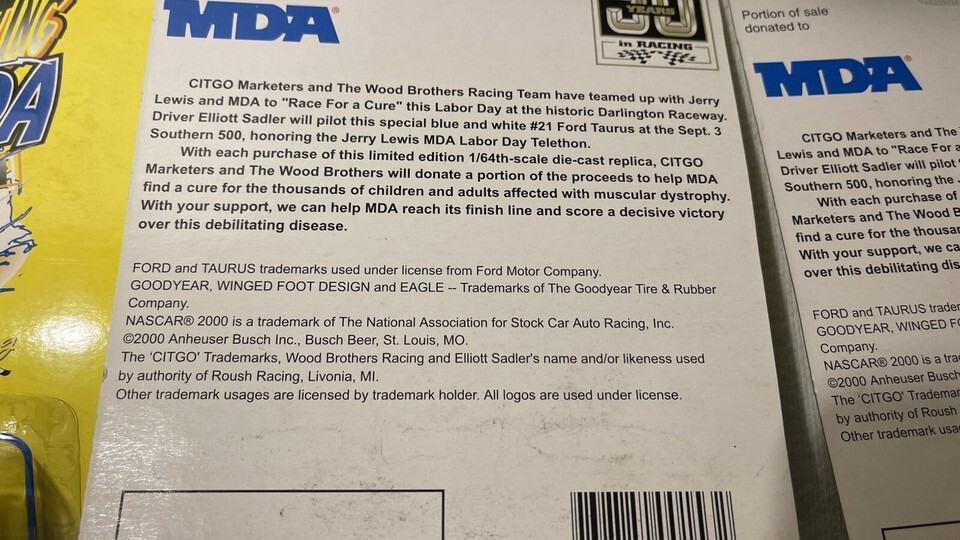 TING
DA
MDA®
50
YEARS
in RACING
CITGO Marketers and The Wood Brothers Racing Team have teamed up with Jerry
Lewis and MDA to "Race For a Cure" this Labor Day at the historic Darlington Raceway.
Driver Elliott Sadler will pilot this special blue and white #21 Ford Taurus at the Sept. 3
Southern 500, honoring the Jerry Lewis MDA Labor Day Telethon.
With each purchase of this limited edition 1/64th-scale die-cast replica, CITGO
Marketers and The Wood Brothers will donate a portion of the proceeds to help MDA
find a cure for the thousands of children and adults affected with muscular dystrophy.
With your support, we can help MDA reach its finish line and score a decisive victory
over this debilitating disease.
FORD and TAURUS trademarks used under license from Ford Motor Company.
GOODYEAR, WINGED FOOT DESIGN and EAGLE -- Trademarks of The Goodyear Tire & Rubber
Company.
NASCAR® 2000 is a trademark of The National Association for Stock Car Auto Racing, Inc.
©2000 Anheuser Busch Inc., Busch Beer, St. Louis, MO.
The 'CITGO' Trademarks, Wood Brothers Racing and Elliott Sadler's name and/or likeness used
by authority of Roush Racing, Livonia, MI.
Other trademark usages are licensed by trademark holder. All logos are used under license.
Portion of sale
donated to
MDA®
CITGO Marketers and The
Lewis and MDA to "Race For a
Driver Elliott Sadler will pilot
Southern 500, honoring the
With each purchase of
Marketers and The Wood B
find a cure for the thousan
With your support, we ca
over this debilitating dis
FORD and TAURUS trader
GOODYEAR, WINGED FO
Company.
NASCAR® 2000 is a tra
©2000 Anheuser Busch
The 'CITGO' Trademar
by authority of Roush
Other trademark usa